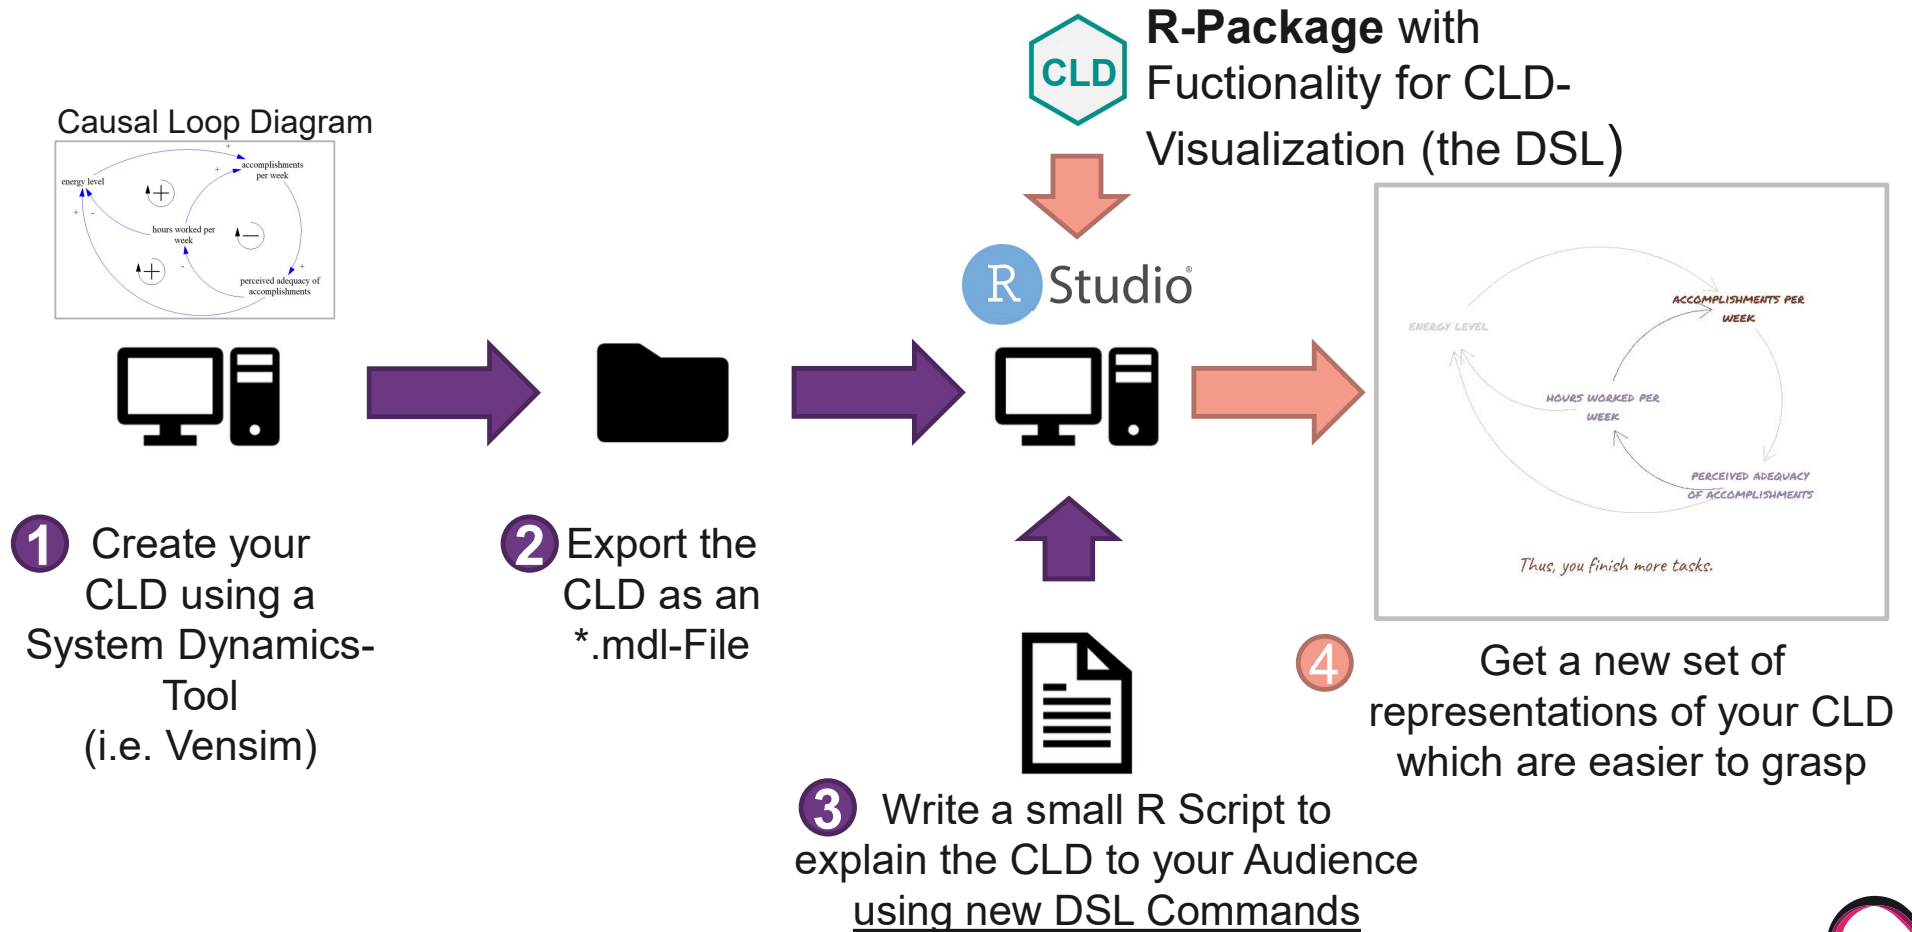 R-Package with
Fuctionality for CLD-
Visualization (the DSL)
CLD
Causal Loop Diagram
+
accomplishments
per week
+
energy level
+
+ -
hours worked per
week
−
+
-
+
perceived adequacy of
accomplishments
R Studio®
ACCOMPLISHMENTS PER
WEEK
ENERGY LEVEL
HOURS WORKED PER
WEEK
PERCEIVED ADEQUACY
OF ACCOMPLISHMENTS
Thus, you finish more tasks.
1 Create your
CLD using a
System Dynamics-
Tool
(i.e. Vensim)
2 Export the
CLD as an
*.mdl-File
3 Write a small R Script to
explain the CLD to your Audience
using new DSL Commands
4 Get a new set of
representations of your CLD
which are easier to grasp